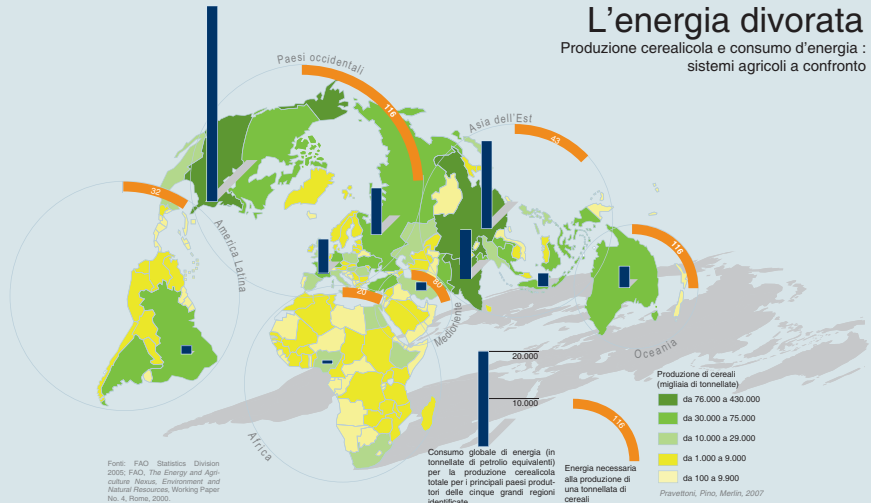 L'energia divorata
Produzione cerealicola e consumo d'energia :
sistemi agricoli a confronto
Paesi occidentali
116
Asia dell'Est
43
32
America Latina
116
20
50
Medioriente
Oceania
Africa
20.000
10.000
Consumo globale di energia (in
tonnellate di petrolio equivalenti)
per la produzione cerealicola
totale per i principali paesi produt-
tori delle cinque grandi regioni
identificate
116
Energia necessaria
alla produzione di
una tonnellata di
cereali
Produzione di cereali
(migliaia di tonnellate)
da 76.000 a 430.000
da 30.000 a 75.000
da 10.000 a 29.000
da 1.000 a 9.000
da 100 a 9.900
Pravettoni, Pino, Merlin, 2007
Fonti: FAO Statistics Division
2005; FAO, The Energy and Agri-
culture Nexus, Environment and
Natural Resources, Working Paper
No. 4, Rome, 2000.